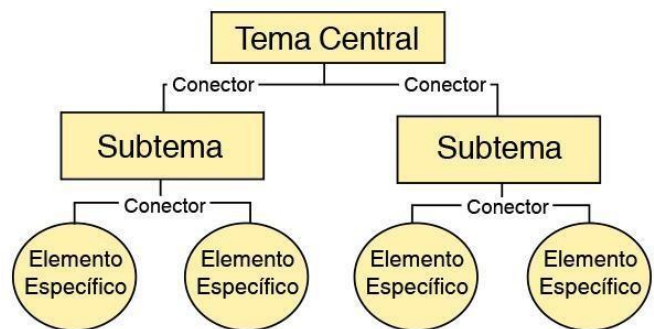 Tema Central
Conector
Conector
Subtema
Subtema
Conector
Conector
Elemento
Específico
Elemento
Específico
Elemento
Específico
Elemento
Específico